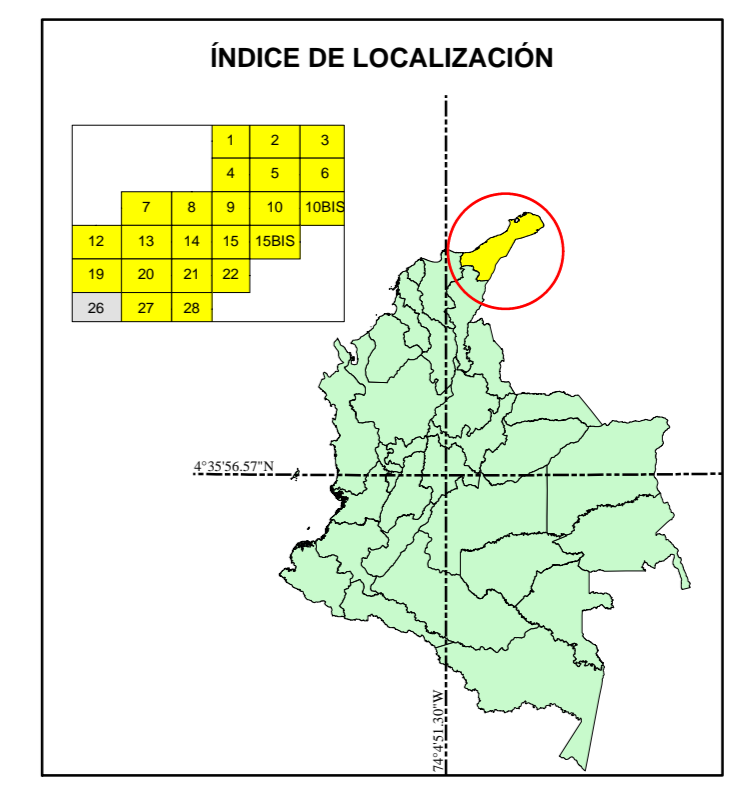 ÍNDICE DE LOCALIZACIÓN
1 2 3
4 5 6
7 8 9 10 10BIS
12 13 14 15 15BIS
19 20 21 22
26 27 28
4°35'56.57"N
74°4'51.30"W